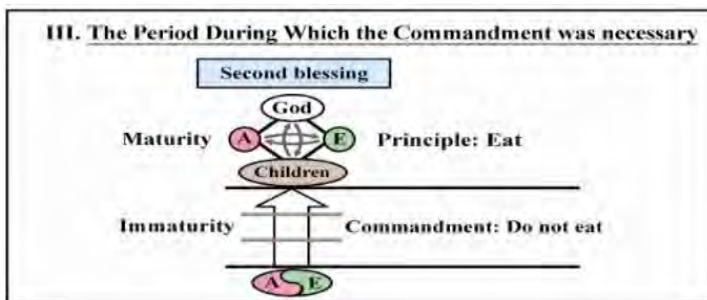 III. The Period During Which the Commandment was necessary
Second blessing
God
Maturity A E Principle: Eat
Children
Immaturity Commandment: Do not eat
A E